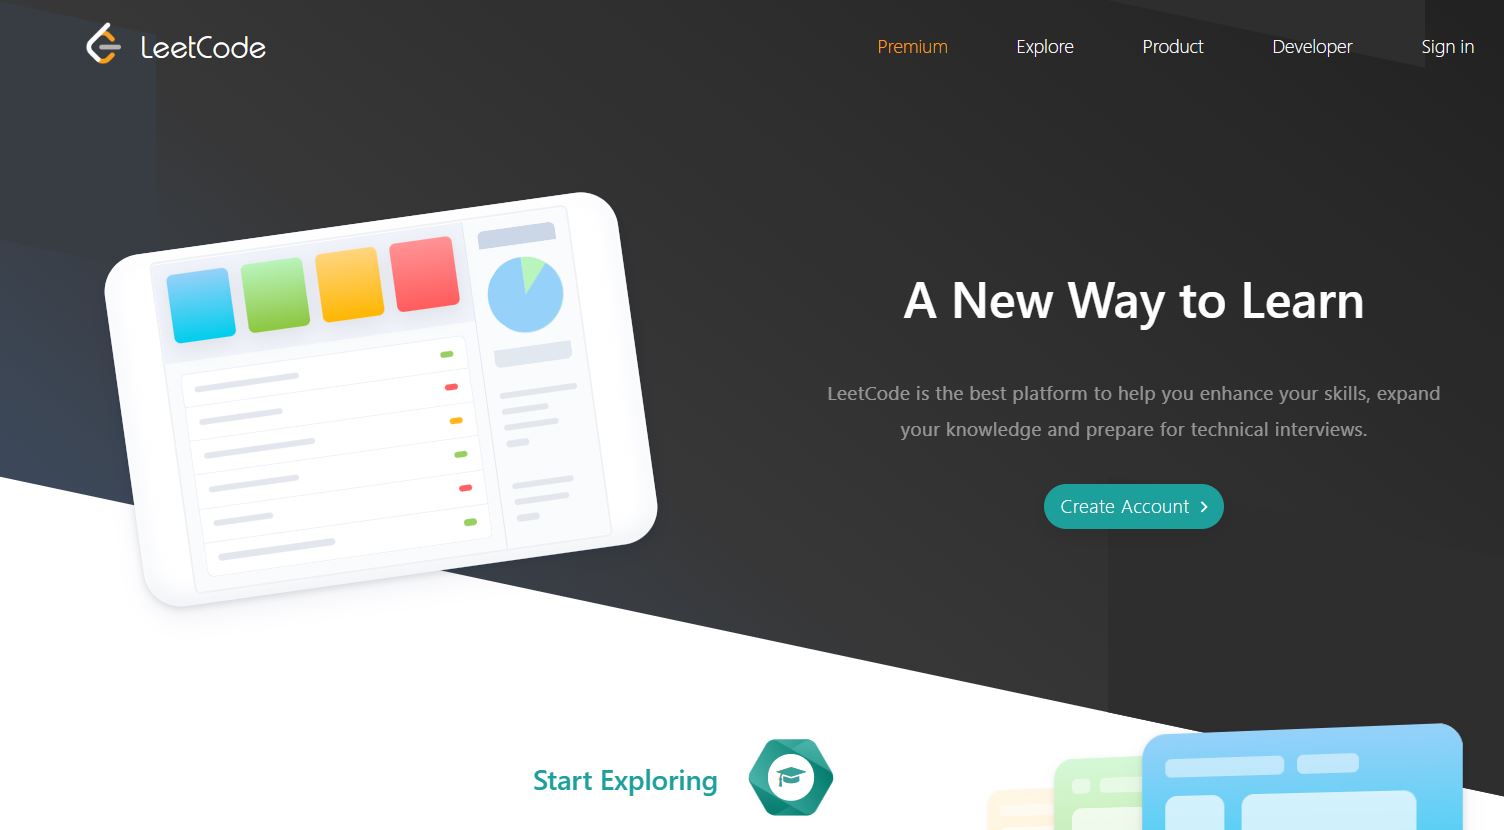 LeetCode
Premium
Explore
Product
Developer
Sign in
A New Way to Learn
LeetCode is the best platform to help you enhance your skills, expand
your knowledge and prepare for technical interviews.
Create Account
Start Exploring